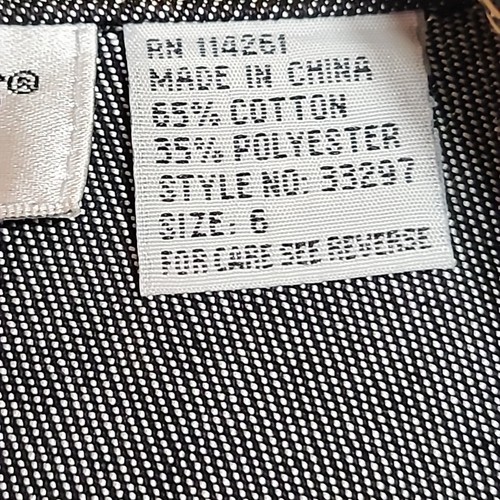 RN 114261
MADE IN CHINA
65% COTTON
35% POLYESTER
STYLE NO: 33297
SIZE: 6
FOR CARE SEE REVERSE